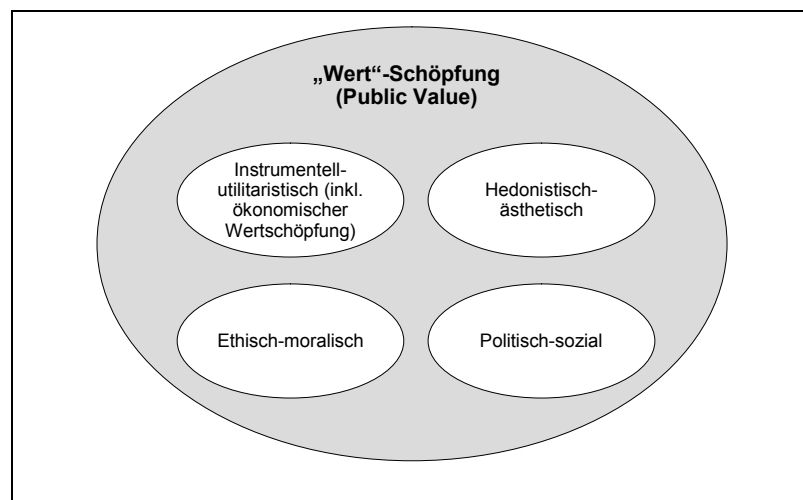 „Wert“-Schöpfung
(Public Value)
Instrumentell-
utilitaristisch (inkl.
ökonomischer
Wertschöpfung)
Hedonistisch-
ästhetisch
Ethisch-moralisch
Politisch-sozial